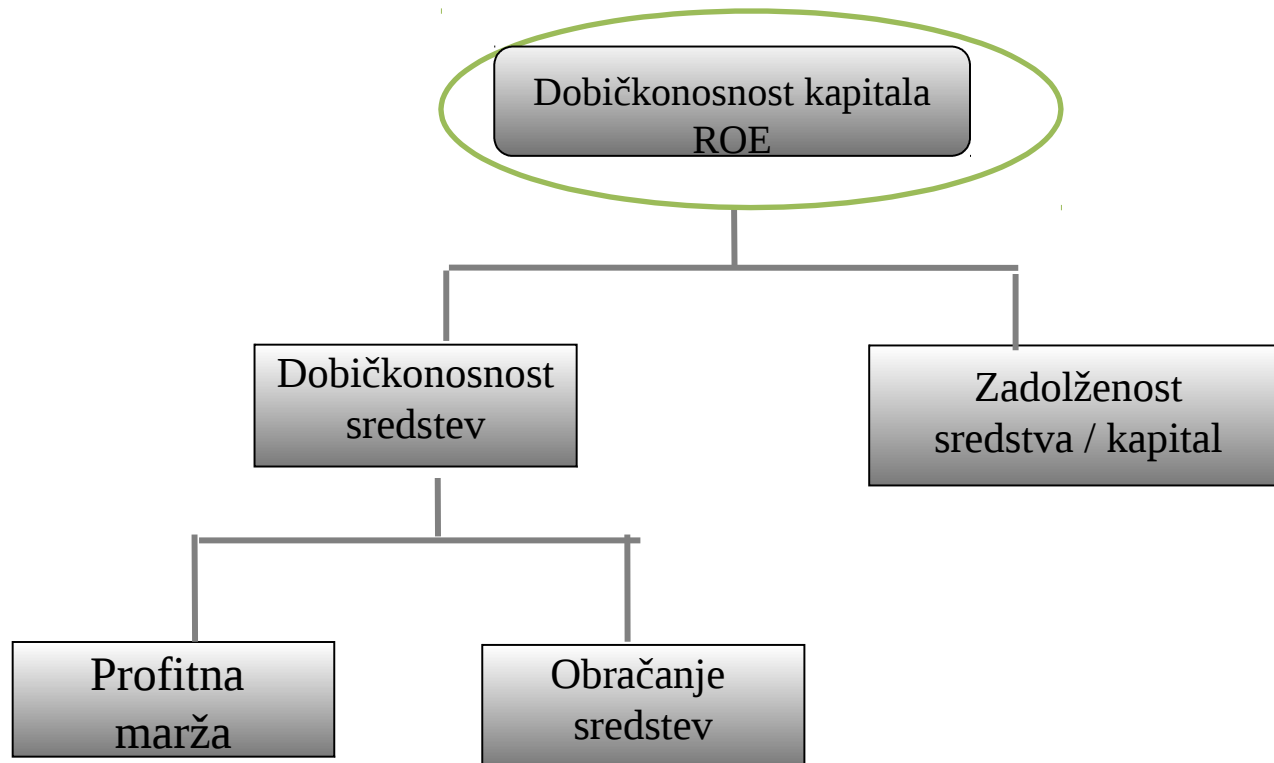 Dobičkonosnost kapitala
ROE
Dobičkonosnost
sredstev
Zadolženost
sredstva / kapital
Profitna
marža
Obračanje
sredstev